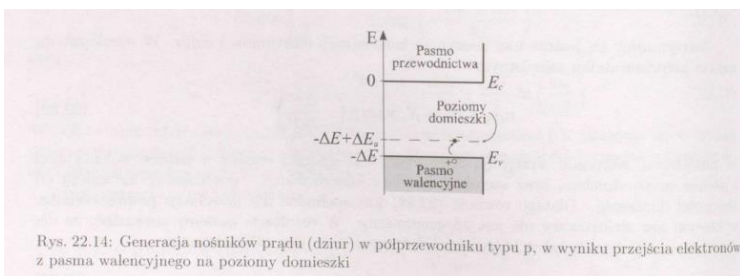 E
Pasmo
przewodnictwa
0
E_c
Poziomy
domieszki
-ΔE+ΔE_a
-ΔE
E_v
+o
Pasmo
walencyjne
Rys. 22.14: Generacja nośników prądu (dziur) w półprzewodniku typu p, w wyniku przejścia elektronów
z pasma walencyjnego na poziomy domieszki